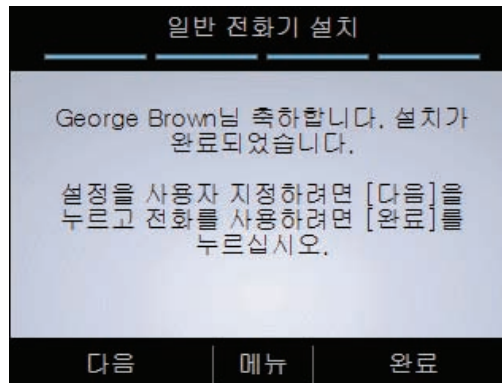 일반 전화기 설치
George Brown님 축하합니다. 설치가
완료되었습니다.
설정을 사용자 지정하려면 [다음]을
누르고 전화를 사용하려면 [완료]를
누르십시오.
다음 메뉴 완료